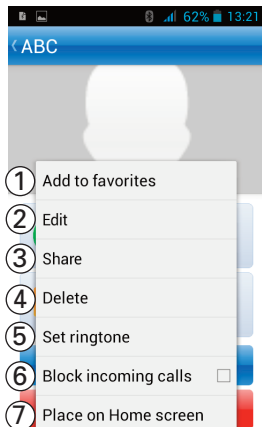 62% 13:21
ABC
1 Add to favorites
2 Edit
3 Share
4 Delete
5 Set ringtone
6 Block incoming calls
7 Place on Home screen